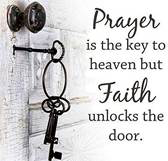 Prayer
is the key to
heaven but
Faith
unlocks the
door.